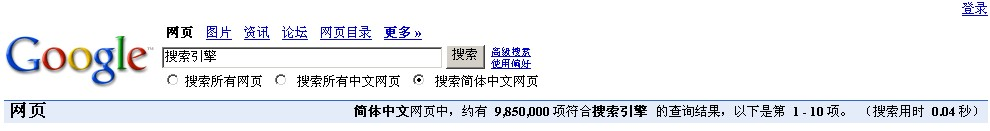 登录
网页 图片 资讯 论坛 网页目录 更多 »
Google™
搜索引擎 搜索 高级搜索
使用偏好
搜索所有网页 搜索所有中文网页 搜索简体中文网页
网页 简体中文网页中，约有 9,850,000 项符合搜索引擎 的查询结果，以下是第 1 - 10 项。 （搜索用时 0.04 秒）